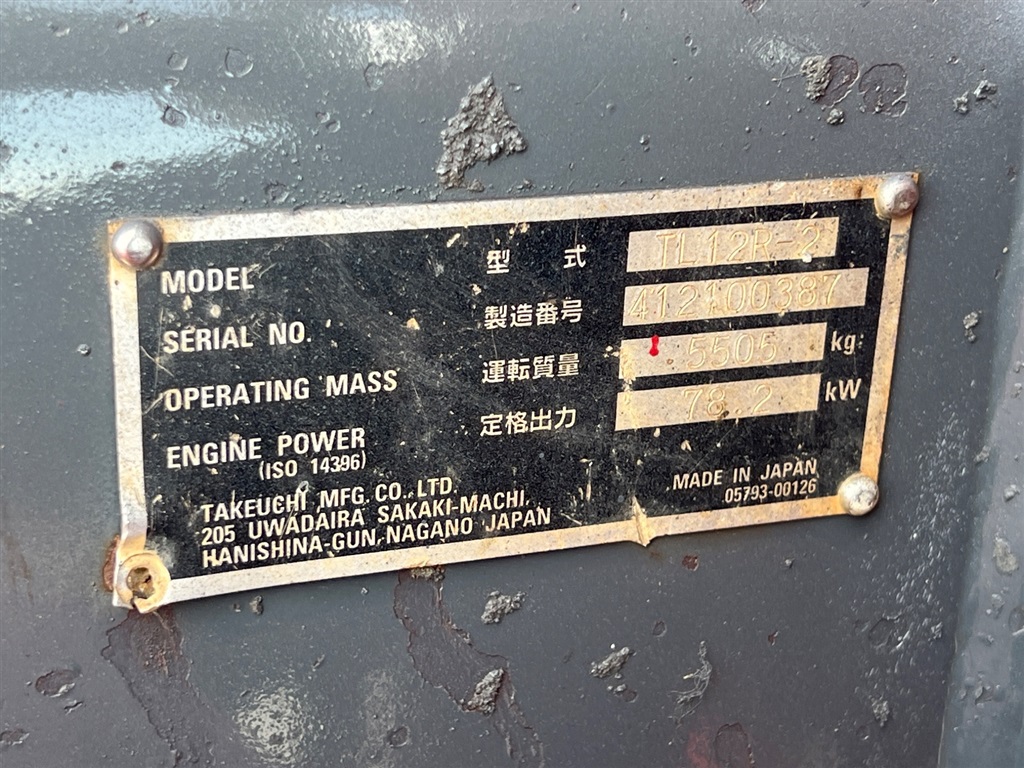 MODEL 型式 TL12R-2
SERIAL NO. 製造番号 412100387
OPERATING MASS 運転質量 5505 kg
ENGINE POWER 定格出力 78.2 kW
(ISO 14396)
TAKEUCHI MFG. CO., LTD.
205 UWADAIRA SAKAKI-MACHI,
HANISHINA-GUN, NAGANO JAPAN
MADE IN JAPAN
05793-00126